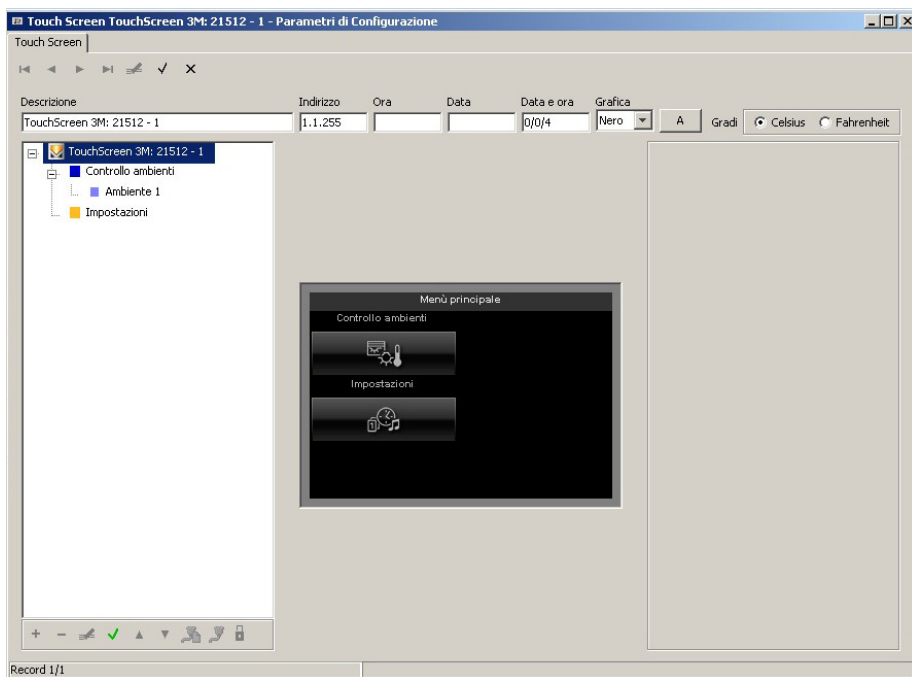 Touch Screen TouchScreen 3M: 21512 - 1 - Parametri di Configurazione
Touch Screen
Descrizione Indirizzo Ora Data Data e ora Grafica
TouchScreen 3M: 21512 - 1 1.1.255 0/0/4 Nero A Gradi Celsius Fahrenheit
TouchScreen 3M: 21512 - 1
Controllo ambienti
Ambiente 1
Impostazioni
Menù principale
Controllo ambienti
Impostazioni
1
Record 1/1